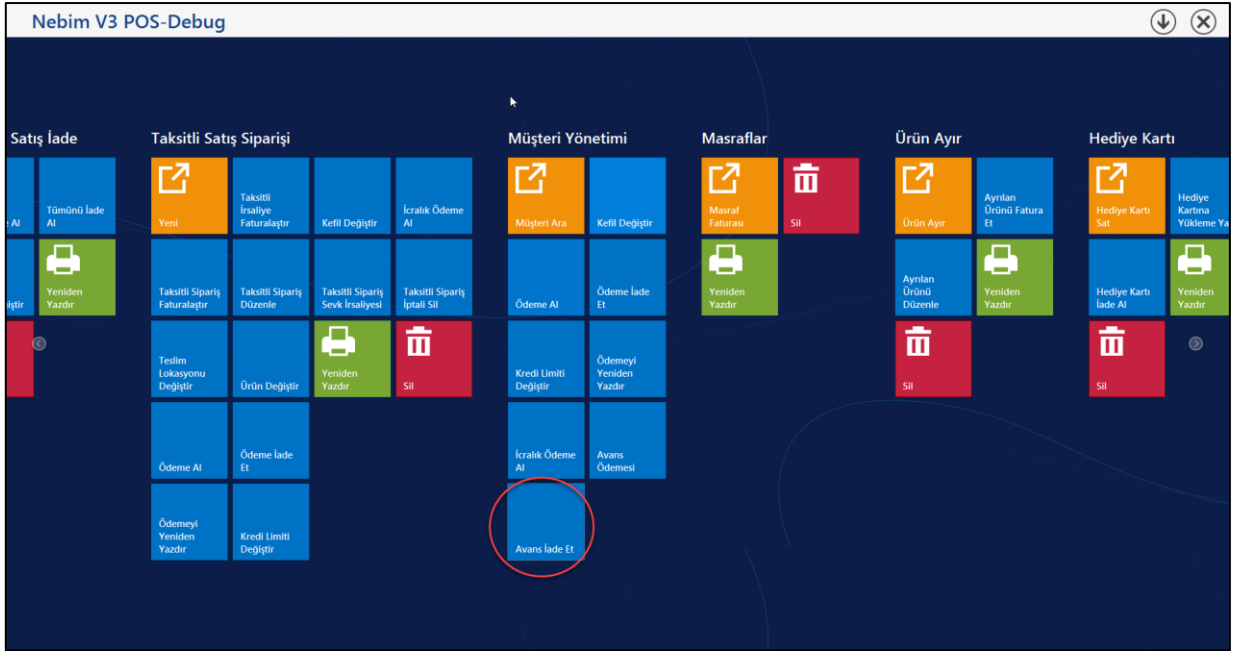 Nebim V3 POS-Debug
Satış İade
Al
Tümünü İade
Al
Yeniden
Yazdır
Taksitli Satış Siparişi
Yeni
Taksitli
İrsaliye
Faturalaştır
Kefil Değiştir
İcralık Ödeme
Al
Taksitli Sipariş
Faturalaştır
Taksitli Sipariş
Düzenle
Taksitli Sipariş
Sevk İrsaliyesi
Taksitli Sipariş
İptali Sil
Teslim
Lokasyonu
Değiştir
Ürün Değiştir
Yeniden
Yazdır
Sil
Ödeme Al
Ödeme İade
Et
Ödemeyi
Yeniden
Yazdır
Kredi Limiti
Değiştir
Müşteri Yönetimi
Müşteri Ara
Kefil Değiştir
Ödeme Al
Ödeme İade
Et
Kredi Limiti
Değiştir
Ödemeyi
Yeniden
Yazdır
İcralık Ödeme
Al
Avans
Ödemesi
Avans İade Et
Masraflar
Masraf
Faturası
Sil
Yeniden
Yazdır
Ürün Ayır
Ürün Ayır
Ayrılan
Ürünü Fatura
Et
Ayrılan
Ürünü
Düzenle
Yeniden
Yazdır
Sil
Hediye Kartı
Hediye Kartı
Sat
Hediye
Kartına
Yükleme Ya
Hediye Kartı
İade Al
Yeniden
Yazdır
Sil